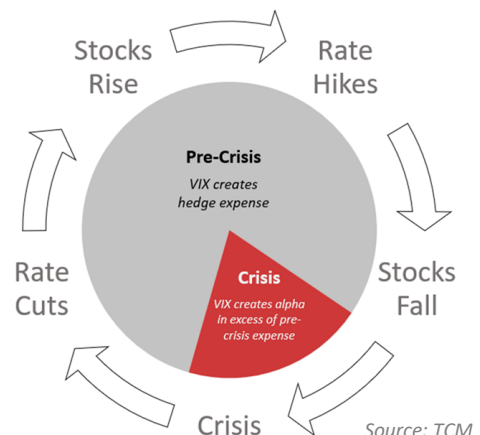 Stocks
Rise
Rate
Hikes
Pre-Crisis
VIX creates
hedge expense
Rate
Cuts
Crisis
VIX creates alpha
in excess of pre-
crisis expense
Stocks
Fall
Crisis
Source: TCM